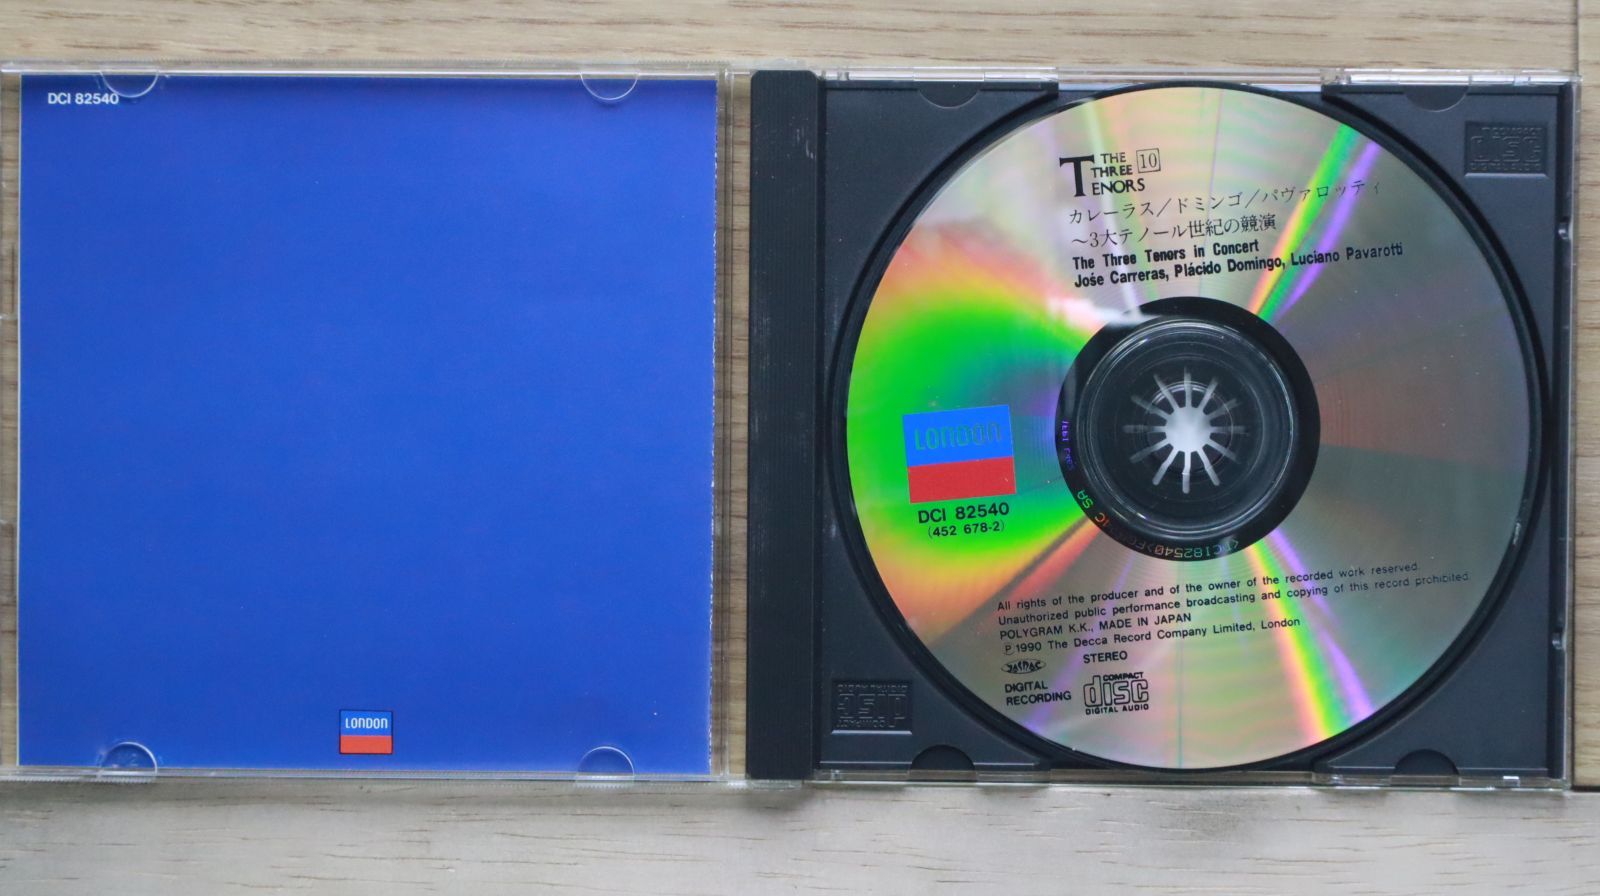 DCI 82540
LONDON
THE
THREE
TENORS
10
カレーラス/ドミンゴ/パヴァロッティ
〜3大テノール世紀の競演
The Three Tenors in Concert
José Carreras, Plácido Domingo, Luciano Pavarotti
LONDON
DCI 82540
(452 678-2)
All rights of the producer and of the owner of the recorded work reserved
Unauthorized public performance broadcasting and copying of this record prohibited
POLYGRAM K.K., MADE IN JAPAN
℗1990 The Decca Record Company Limited, London
STEREO
DIGITAL
RECORDING
COMPACT
disc
DIGITAL AUDIO